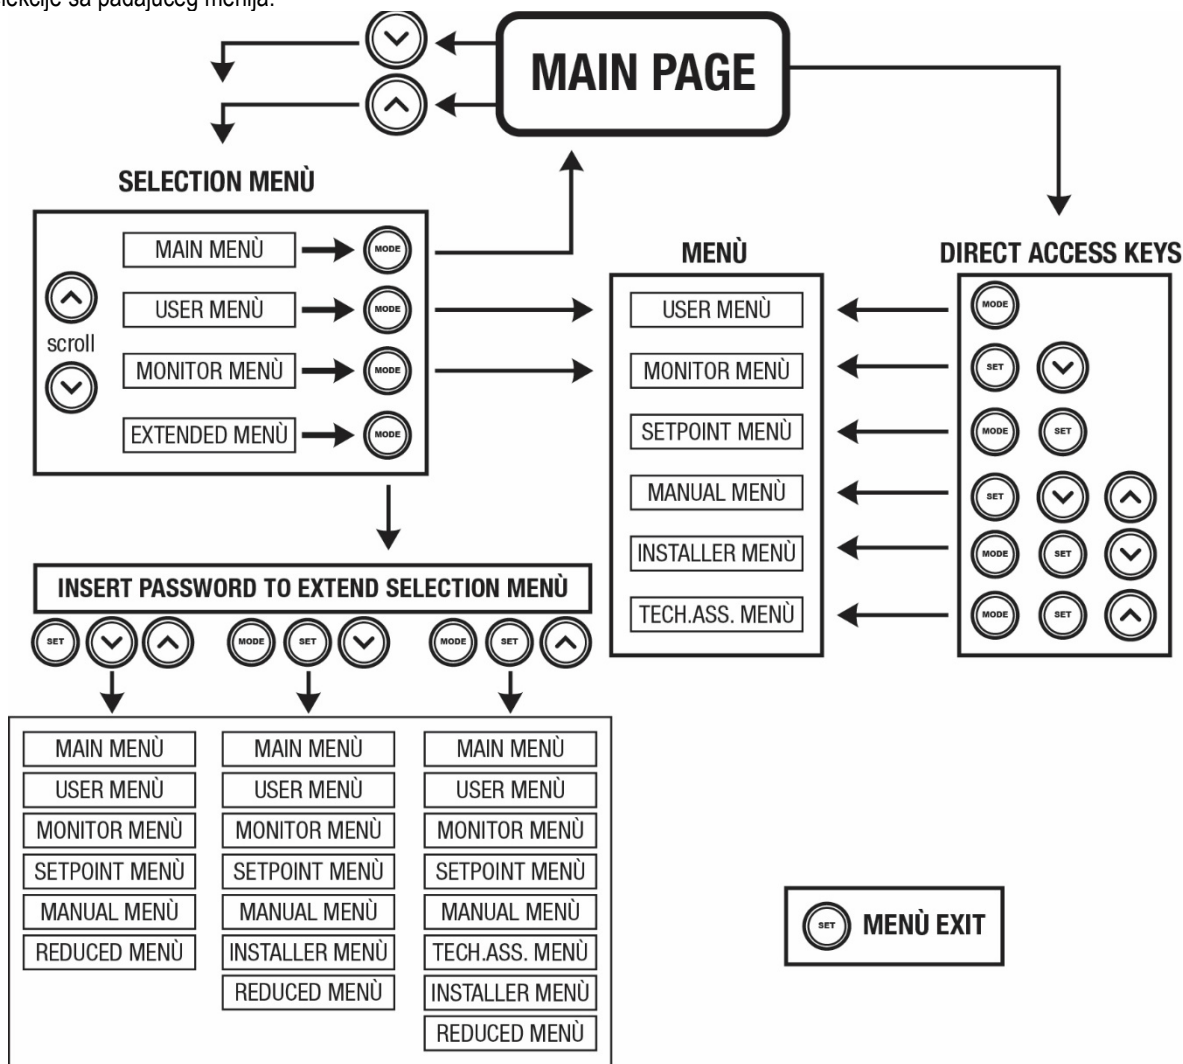 sa padajućeg menija.
MAIN PAGE
SELECTION MENÙ
MAIN MENÙ MODE
USER MENÙ MODE
scroll
MONITOR MENÙ MODE
EXTENDED MENÙ MODE
MENÙ
USER MENÙ
MONITOR MENÙ
SETPOINT MENÙ
MANUAL MENÙ
INSTALLER MENÙ
TECH.ASS. MENÙ
DIRECT ACCESS KEYS
MODE
SET
MODE SET
SET
MODE SET
MODE SET
INSERT PASSWORD TO EXTEND SELECTION MENÙ
SET MODE SET MODE SET
MAIN MENÙ
USER MENÙ
MONITOR MENÙ
SETPOINT MENÙ
MANUAL MENÙ
REDUCED MENÙ
MAIN MENÙ
USER MENÙ
MONITOR MENÙ
SETPOINT MENÙ
MANUAL MENÙ
INSTALLER MENÙ
REDUCED MENÙ
MAIN MENÙ
USER MENÙ
MONITOR MENÙ
SETPOINT MENÙ
MANUAL MENÙ
TECH.ASS. MENÙ
INSTALLER MENÙ
REDUCED MENÙ
SET MENÙ EXIT